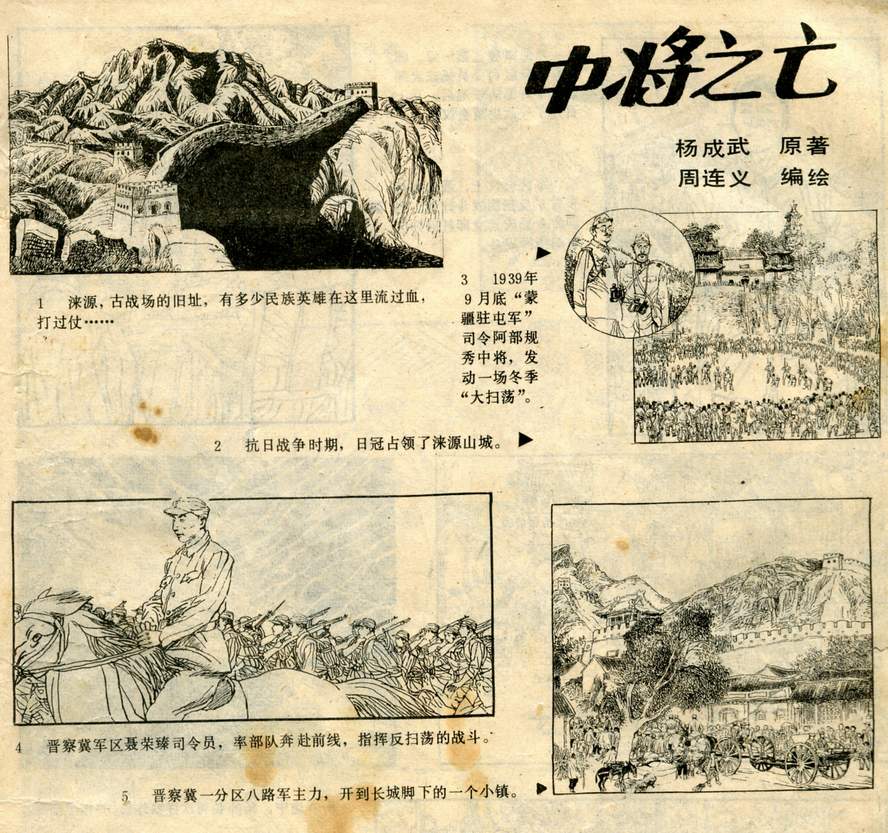 中将之亡
杨成武 原著
周连义 编绘
1 涞源，古战场的旧址，有多少民族英雄在这里流过血，
打过仗……
2 抗日战争时期，日冠占领了涞源山城。
3 1939年
9月底“蒙
疆驻屯军”
司令阿部规
秀中将，发
动一场冬季
“大扫荡”。
4 晋察冀军区聂荣臻司令员，率部队奔赴前线，指挥反扫荡的战斗。
5 晋察冀一分区八路军主力，开到长城脚下的一个小镇。